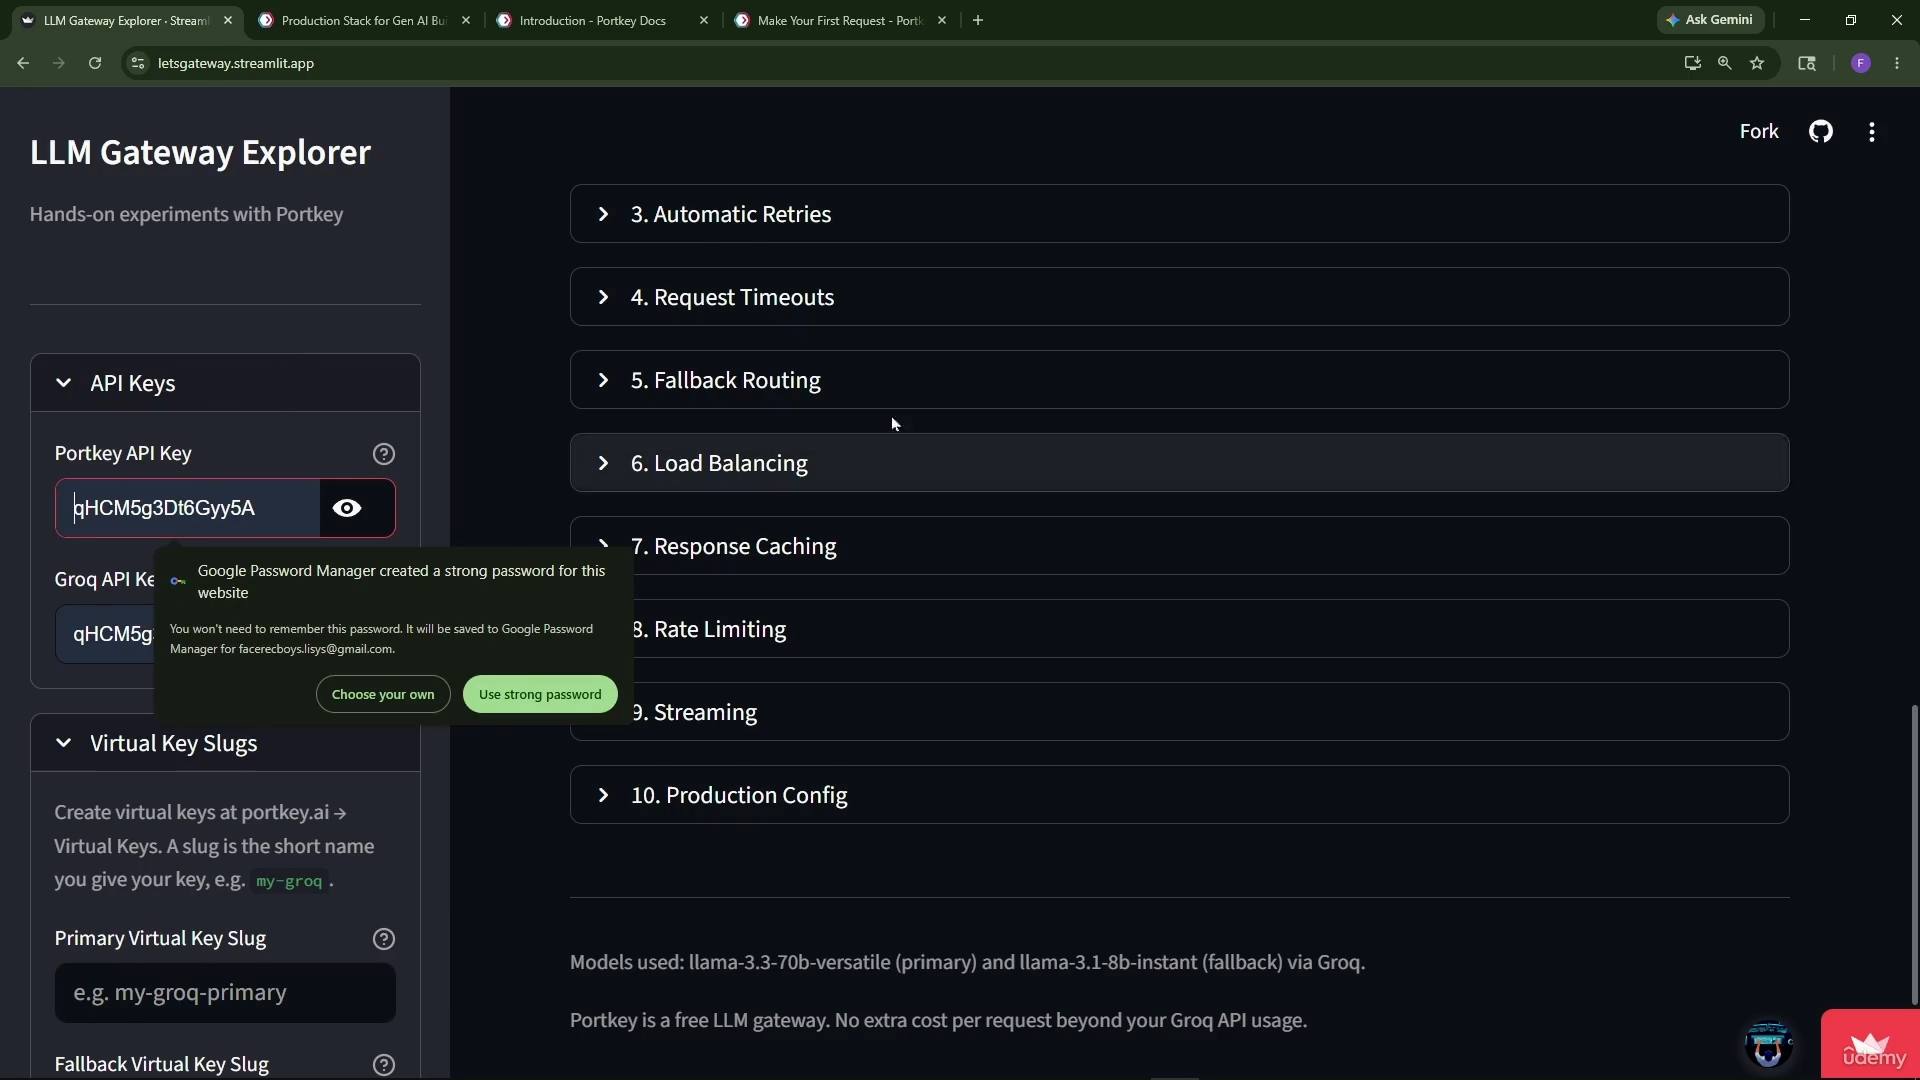 LLM Gateway Explorer · Streaml
Production Stack for Gen AI Bui
Introduction - Portkey Docs
Make Your First Request - Portk
Ask Gemini
letsgateway.streamlit.app
F
LLM Gateway Explorer
Hands-on experiments with Portkey
Fork
API Keys
Portkey API Key
qHCM5g3Dt6Gyy5A
Groq API Ke
qHCM5g
Google Password Manager created a strong password for this
website
You won't need to remember this password. It will be saved to Google Password
Manager for facerecboys.lisys@gmail.com.
Choose your own
Use strong password
Virtual Key Slugs
Create virtual keys at portkey.ai →
Virtual Keys. A slug is the short name
you give your key, e.g. my-groq .
Primary Virtual Key Slug
e.g. my-groq-primary
Fallback Virtual Key Slug
3. Automatic Retries
4. Request Timeouts
5. Fallback Routing
6. Load Balancing
7. Response Caching
8. Rate Limiting
9. Streaming
10. Production Config
Models used: llama-3.3-70b-versatile (primary) and llama-3.1-8b-instant (fallback) via Groq.
Portkey is a free LLM gateway. No extra cost per request beyond your Groq API usage.
udemy